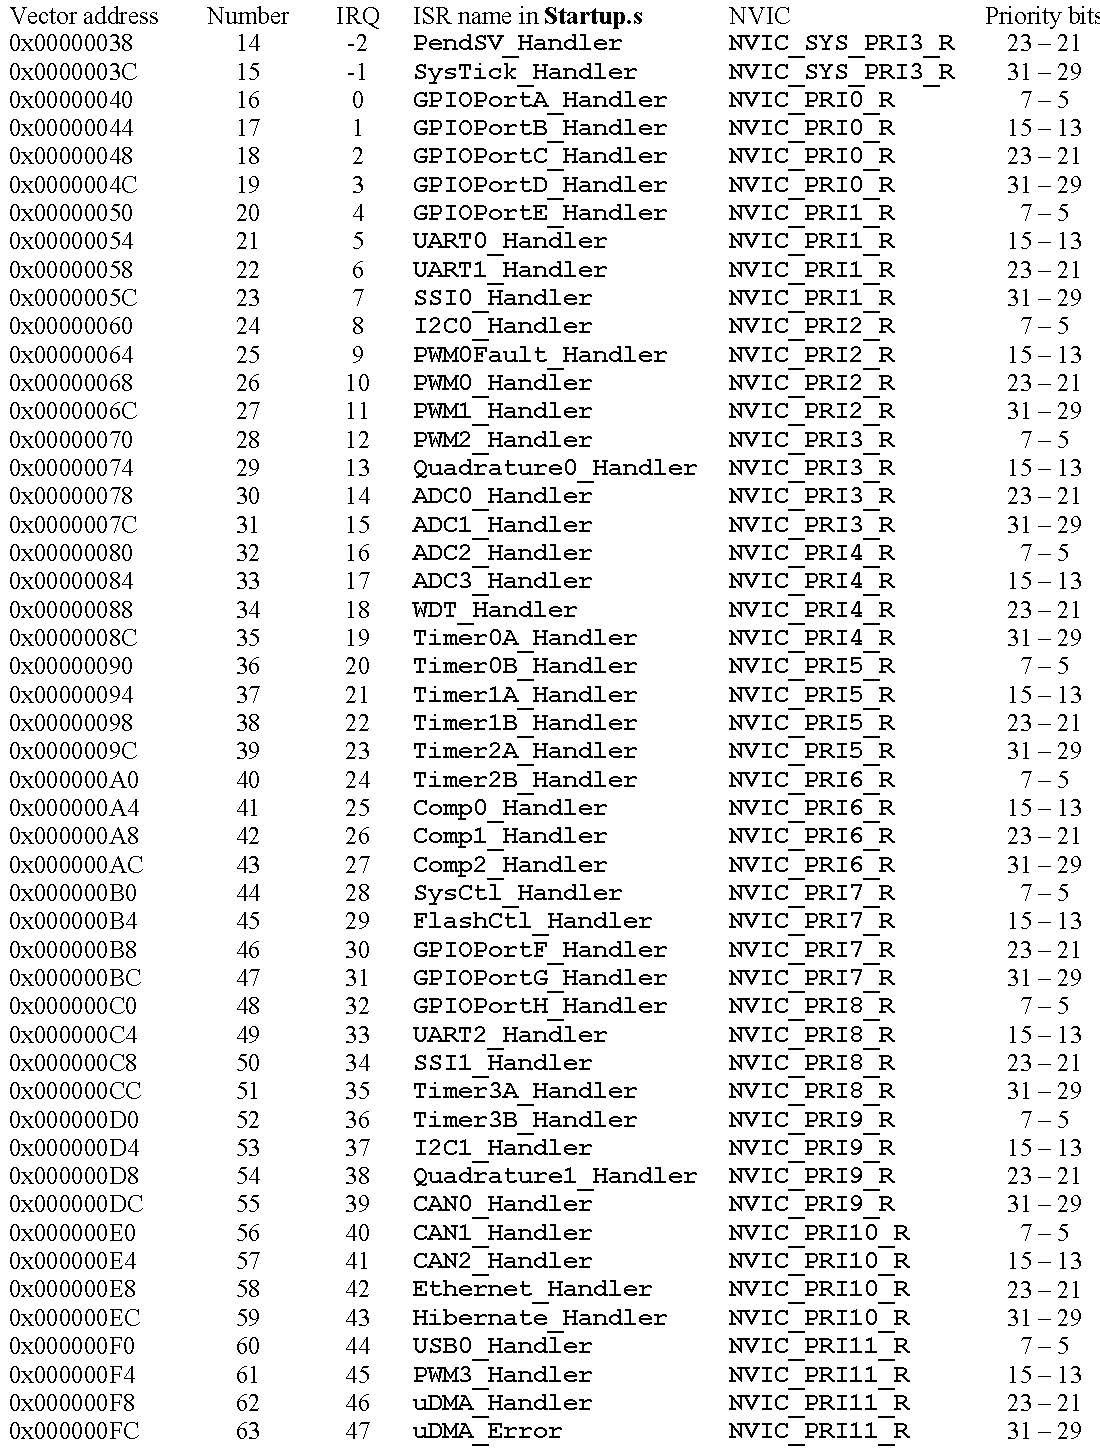 Vector address Number IRQ ISR name in Startup.s NVIC Priority bits
0x00000038 14 -2 PendSV_Handler NVIC_SYS_PRI3_R 23 – 21
0x0000003C 15 -1 SysTick_Handler NVIC_SYS_PRI3_R 31 – 29
0x00000040 16 0 GPIOPortA_Handler NVIC_PRI0_R 7 – 5
0x00000044 17 1 GPIOPortB_Handler NVIC_PRI0_R 15 – 13
0x00000048 18 2 GPIOPortC_Handler NVIC_PRI0_R 23 – 21
0x0000004C 19 3 GPIOPortD_Handler NVIC_PRI0_R 31 – 29
0x00000050 20 4 GPIOPortE_Handler NVIC_PRI1_R 7 – 5
0x00000054 21 5 UART0_Handler NVIC_PRI1_R 15 – 13
0x00000058 22 6 UART1_Handler NVIC_PRI1_R 23 – 21
0x0000005C 23 7 SSI0_Handler NVIC_PRI1_R 31 – 29
0x00000060 24 8 I2C0_Handler NVIC_PRI2_R 7 – 5
0x00000064 25 9 PWM0Fault_Handler NVIC_PRI2_R 15 – 13
0x00000068 26 10 PWM0_Handler NVIC_PRI2_R 23 – 21
0x0000006C 27 11 PWM1_Handler NVIC_PRI2_R 31 – 29
0x00000070 28 12 PWM2_Handler NVIC_PRI3_R 7 – 5
0x00000074 29 13 Quadrature0_Handler NVIC_PRI3_R 15 – 13
0x00000078 30 14 ADC0_Handler NVIC_PRI3_R 23 – 21
0x0000007C 31 15 ADC1_Handler NVIC_PRI3_R 31 – 29
0x00000080 32 16 ADC2_Handler NVIC_PRI4_R 7 – 5
0x00000084 33 17 ADC3_Handler NVIC_PRI4_R 15 – 13
0x00000088 34 18 WDT_Handler NVIC_PRI4_R 23 – 21
0x0000008C 35 19 Timer0A_Handler NVIC_PRI4_R 31 – 29
0x00000090 36 20 Timer0B_Handler NVIC_PRI5_R 7 – 5
0x00000094 37 21 Timer1A_Handler NVIC_PRI5_R 15 – 13
0x00000098 38 22 Timer1B_Handler NVIC_PRI5_R 23 – 21
0x0000009C 39 23 Timer2A_Handler NVIC_PRI5_R 31 – 29
0x000000A0 40 24 Timer2B_Handler NVIC_PRI6_R 7 – 5
0x000000A4 41 25 Comp0_Handler NVIC_PRI6_R 15 – 13
0x000000A8 42 26 Comp1_Handler NVIC_PRI6_R 23 – 21
0x000000AC 43 27 Comp2_Handler NVIC_PRI6_R 31 – 29
0x000000B0 44 28 SysCtl_Handler NVIC_PRI7_R 7 – 5
0x000000B4 45 29 FlashCtl_Handler NVIC_PRI7_R 15 – 13
0x000000B8 46 30 GPIOPortF_Handler NVIC_PRI7_R 23 – 21
0x000000BC 47 31 GPIOPortG_Handler NVIC_PRI7_R 31 – 29
0x000000C0 48 32 GPIOPortH_Handler NVIC_PRI8_R 7 – 5
0x000000C4 49 33 UART2_Handler NVIC_PRI8_R 15 – 13
0x000000C8 50 34 SSI1_Handler NVIC_PRI8_R 23 – 21
0x000000CC 51 35 Timer3A_Handler NVIC_PRI8_R 31 – 29
0x000000D0 52 36 Timer3B_Handler NVIC_PRI9_R 7 – 5
0x000000D4 53 37 I2C1_Handler NVIC_PRI9_R 15 – 13
0x000000D8 54 38 Quadrature1_Handler NVIC_PRI9_R 23 – 21
0x000000DC 55 39 CAN0_Handler NVIC_PRI9_R 31 – 29
0x000000E0 56 40 CAN1_Handler NVIC_PRI10_R 7 – 5
0x000000E4 57 41 CAN2_Handler NVIC_PRI10_R 15 – 13
0x000000E8 58 42 Ethernet_Handler NVIC_PRI10_R 23 – 21
0x000000EC 59 43 Hibernate_Handler NVIC_PRI10_R 31 – 29
0x000000F0 60 44 USB0_Handler NVIC_PRI11_R 7 – 5
0x000000F4 61 45 PWM3_Handler NVIC_PRI11_R 15 – 13
0x000000F8 62 46 uDMA_Handler NVIC_PRI11_R 23 – 21
0x000000FC 63 47 uDMA_Error NVIC_PRI11_R 31 – 29